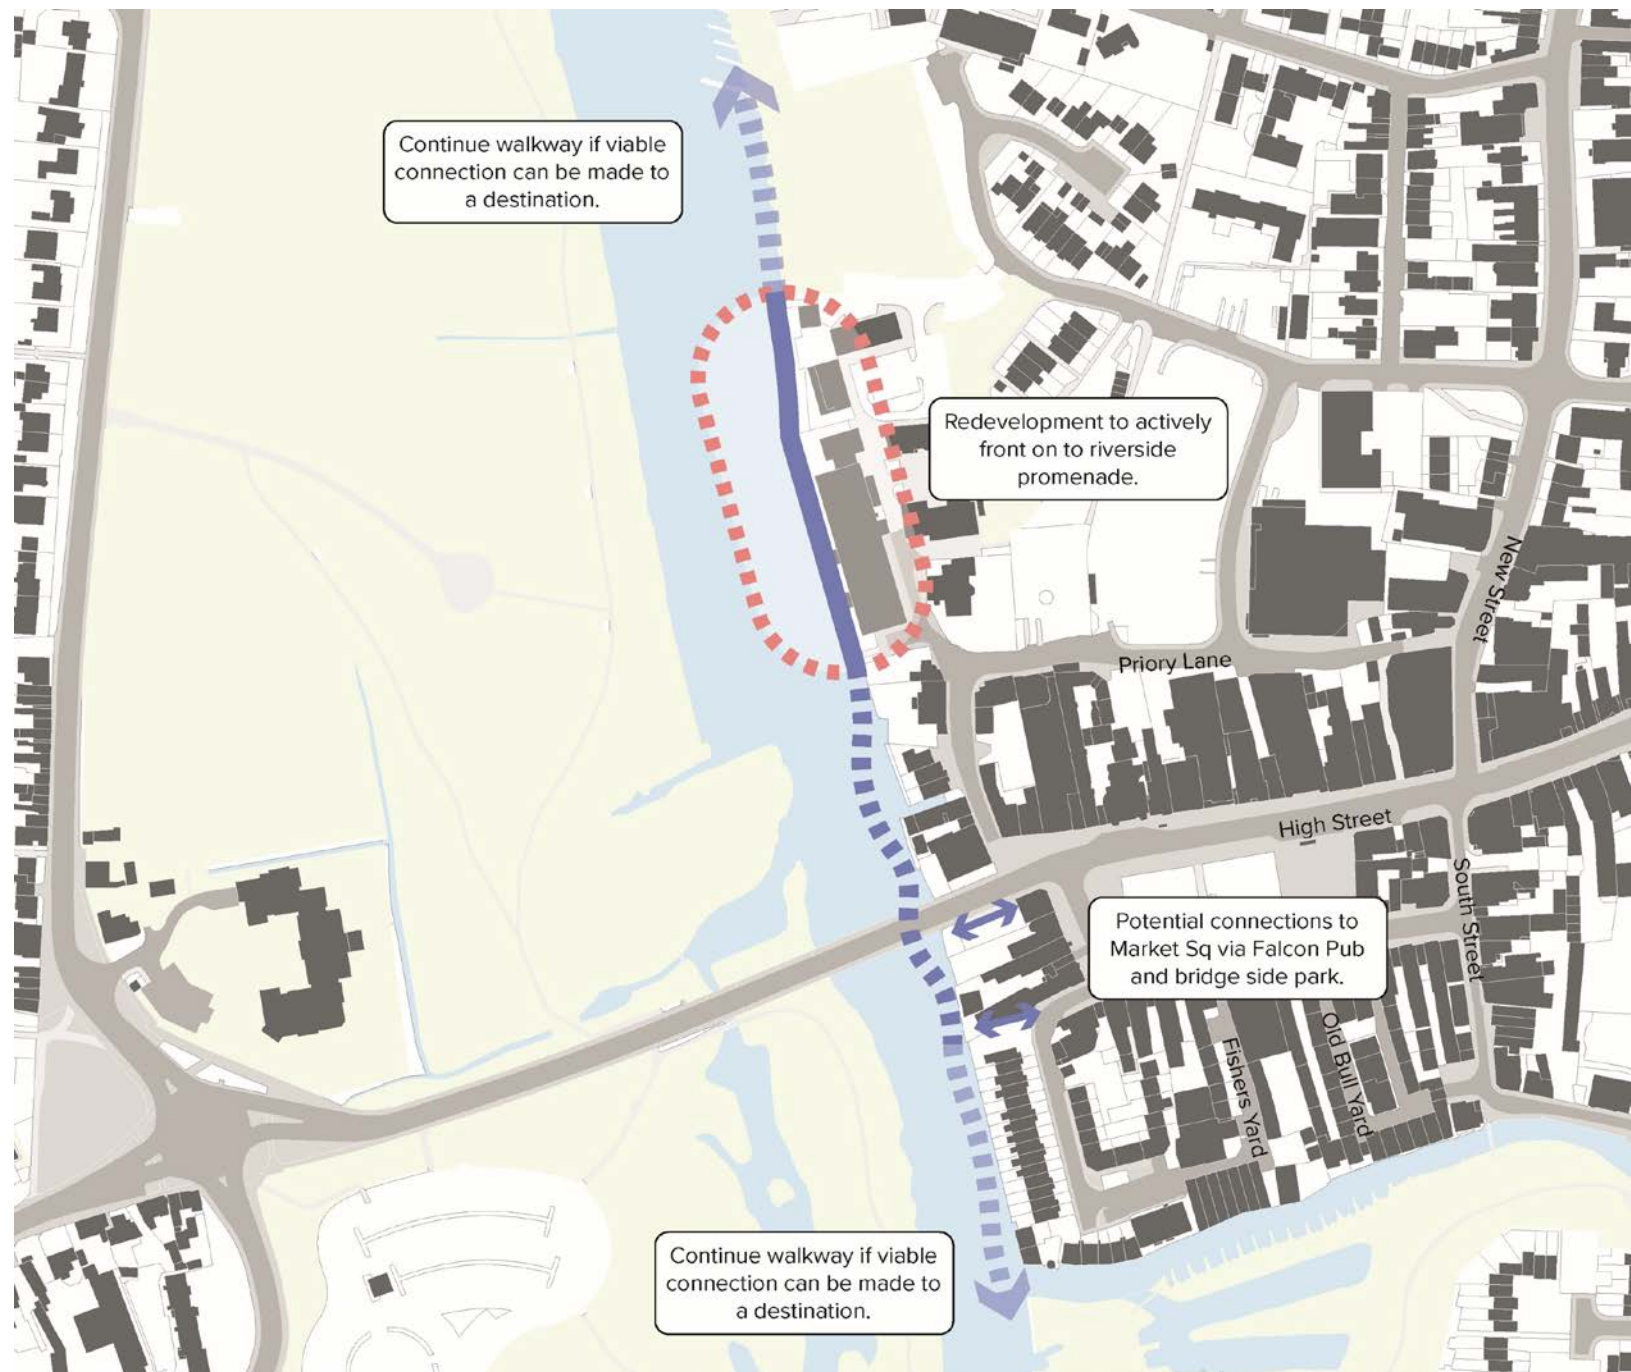 Continue walkway if viable
connection can be made to
a destination.
Redevelopment to actively
front on to riverside
promenade.
New Street
Priory Lane
High Street
South Street
Potential connections to
Market Sq via Falcon Pub
and bridge side park.
Fishers Yard
Old Bull Yard
Continue walkway if viable
connection can be made to
a destination.